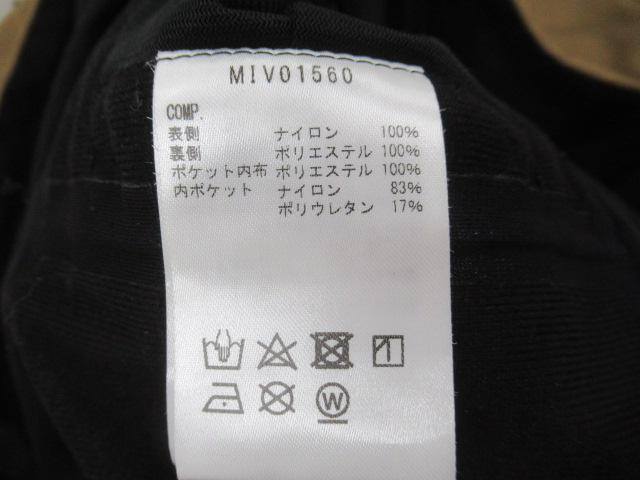 MIV01560
COMP.
表側 ナイロン 100%
裏側 ポリエステル 100%
ポケット内布 ポリエステル 100%
内ポケット ナイロン 83%
ポリウレタン 17%
W